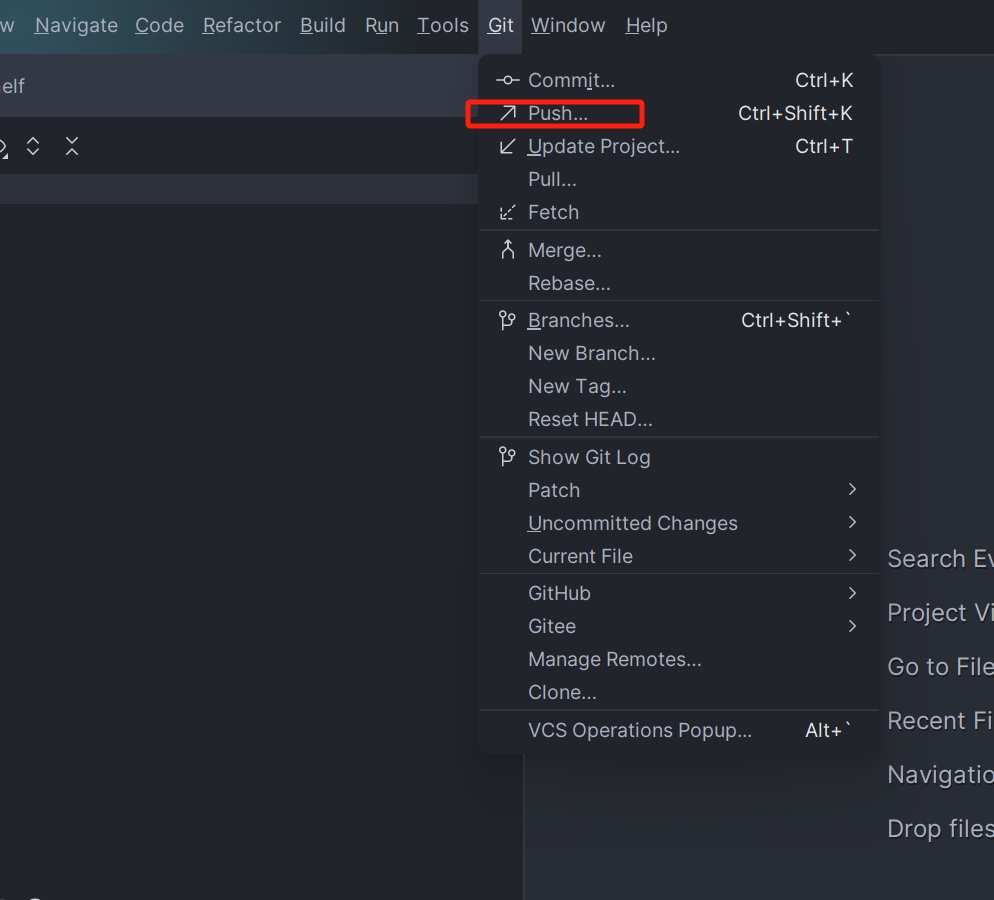 w Navigate Code Refactor Build Run Tools Git Window Help
elf
Commit... Ctrl+K
Push... Ctrl+Shift+K
Update Project... Ctrl+T
Pull...
Fetch
Merge...
Rebase...
Branches... Ctrl+Shift+`
New Branch...
New Tag...
Reset HEAD...
Show Git Log
Patch
Uncommitted Changes
Current File
GitHub
Gitee
Manage Remotes...
Clone...
VCS Operations Popup... Alt+`
Search Ev
Project Vi
Go to File
Recent Fi
Navigatio
Drop files